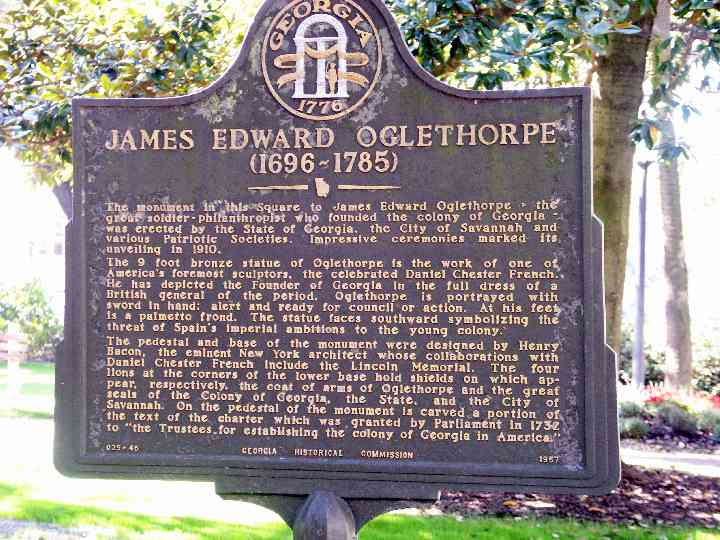 GEORGIA
1776
JAMES EDWARD OGLETHORPE
(1696~1785)
The monument in this Square to James Edward Oglethorpe - the
great soldier-philanthropist who founded the colony of Georgia -
was erected by the State of Georgia, the City of Savannah and
various Patriotic Societies. Impressive ceremonies marked its
unveiling in 1910.
The 9 foot bronze statue of Oglethorpe is the work of one of
America's foremost sculptors, the celebrated Daniel Chester French.
He has depicted the Founder of Georgia in the full dress of a
British general of the period. Oglethorpe is portrayed with
sword in hand; alert and ready for council or action. At his feet
is a palmetto frond. The statue faces southward symbolizing the
threat of Spain's imperial ambitions to the young colony.
The pedestal and base of the monument were designed by Henry
Bacon, the eminent New York architect whose collaborations with
Daniel Chester French include the Lincoln Memorial. The four
lions at the corners of the lower base hold shields on which ap-
pear, respectively, the coat of arms of Oglethorpe and the great
seals of the Colony of Georgia, the State, and the City of
Savannah. On the pedestal of the monument is carved a portion of
the text of the charter which was granted by Parliament in 1732
to "the Trustees for establishing the colony of Georgia in America."
025-46 GEORGIA HISTORICAL COMMISSION 1957